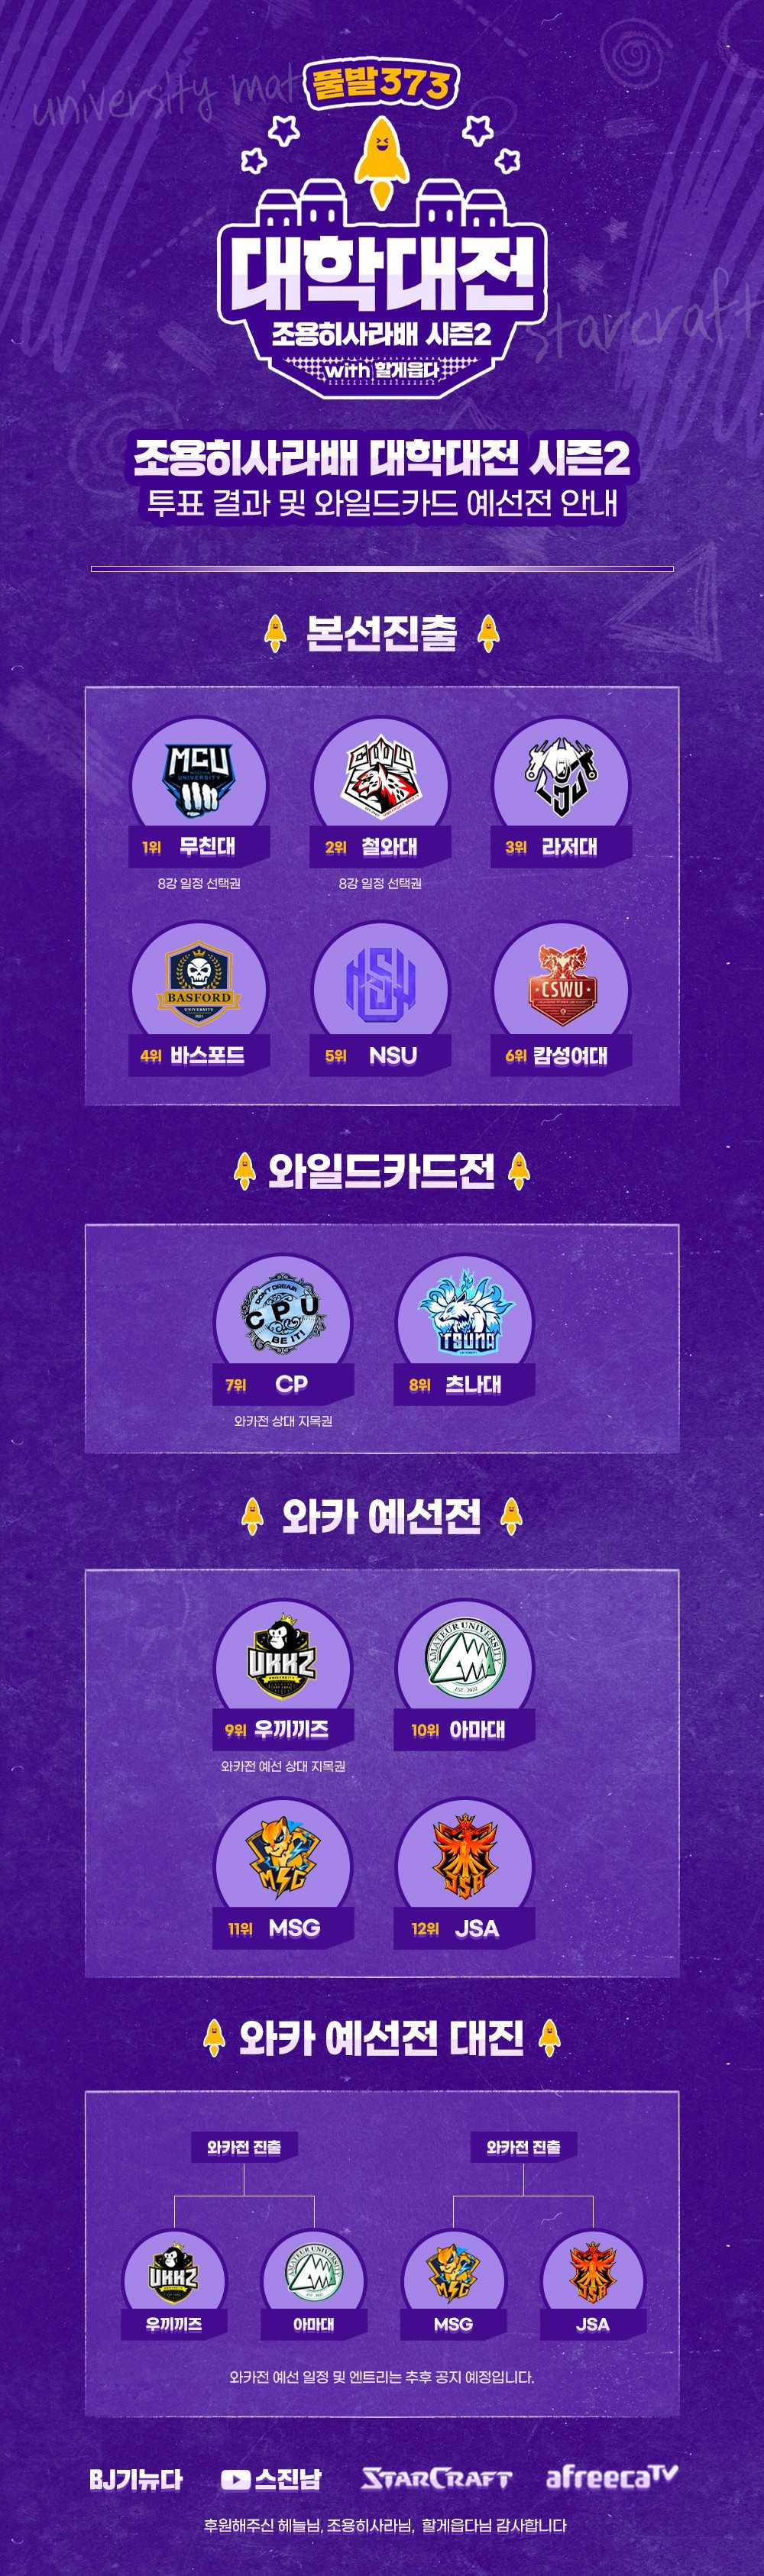 university mat
풀발373
대학대전
조용히사라배 시즌2
with 할게읍다
starcraft
조용히사라배 대학대전 시즌2
투표 결과 및 와일드카드 예선전 안내
본선진출
MCU
UNIVERSITY
CWU
1위 무친대
2위 철와대
3위 라저대
8강 일정 선택권
8강 일정 선택권
BASFORD
UNIVERSITY
NSU
CSWU
4위 바스포드
5위 NSU
6위 캄성여대
와일드카드전
DON'T DREAM
CPU
BE IT!
TSUNA
7위 CP
8위 츠나대
와카전 상대 지목권
와카 예선전
UKKZ
UNIVERSITY
AMATEUR UNIVERSITY
AM
EST. 2022
9위 우끼끼즈
10위 아마대
와카전 예선 상대 지목권
MSG
JSA
11위 MSG
12위 JSA
와카 예선전 대진
와카전 진출
와카전 진출
UKKZ
AMATEUR UNIVERSITY
AM
MSG
JSA
우끼끼즈
아마대
MSG
JSA
와카전 예선 일정 및 엔트리는 추후 공지 예정입니다.
BJ기뉴다 스진남 STARCRAFT afreecaTV
후원해주신 헤늘님, 조용히사라님, 할게읍다님 감사합니다